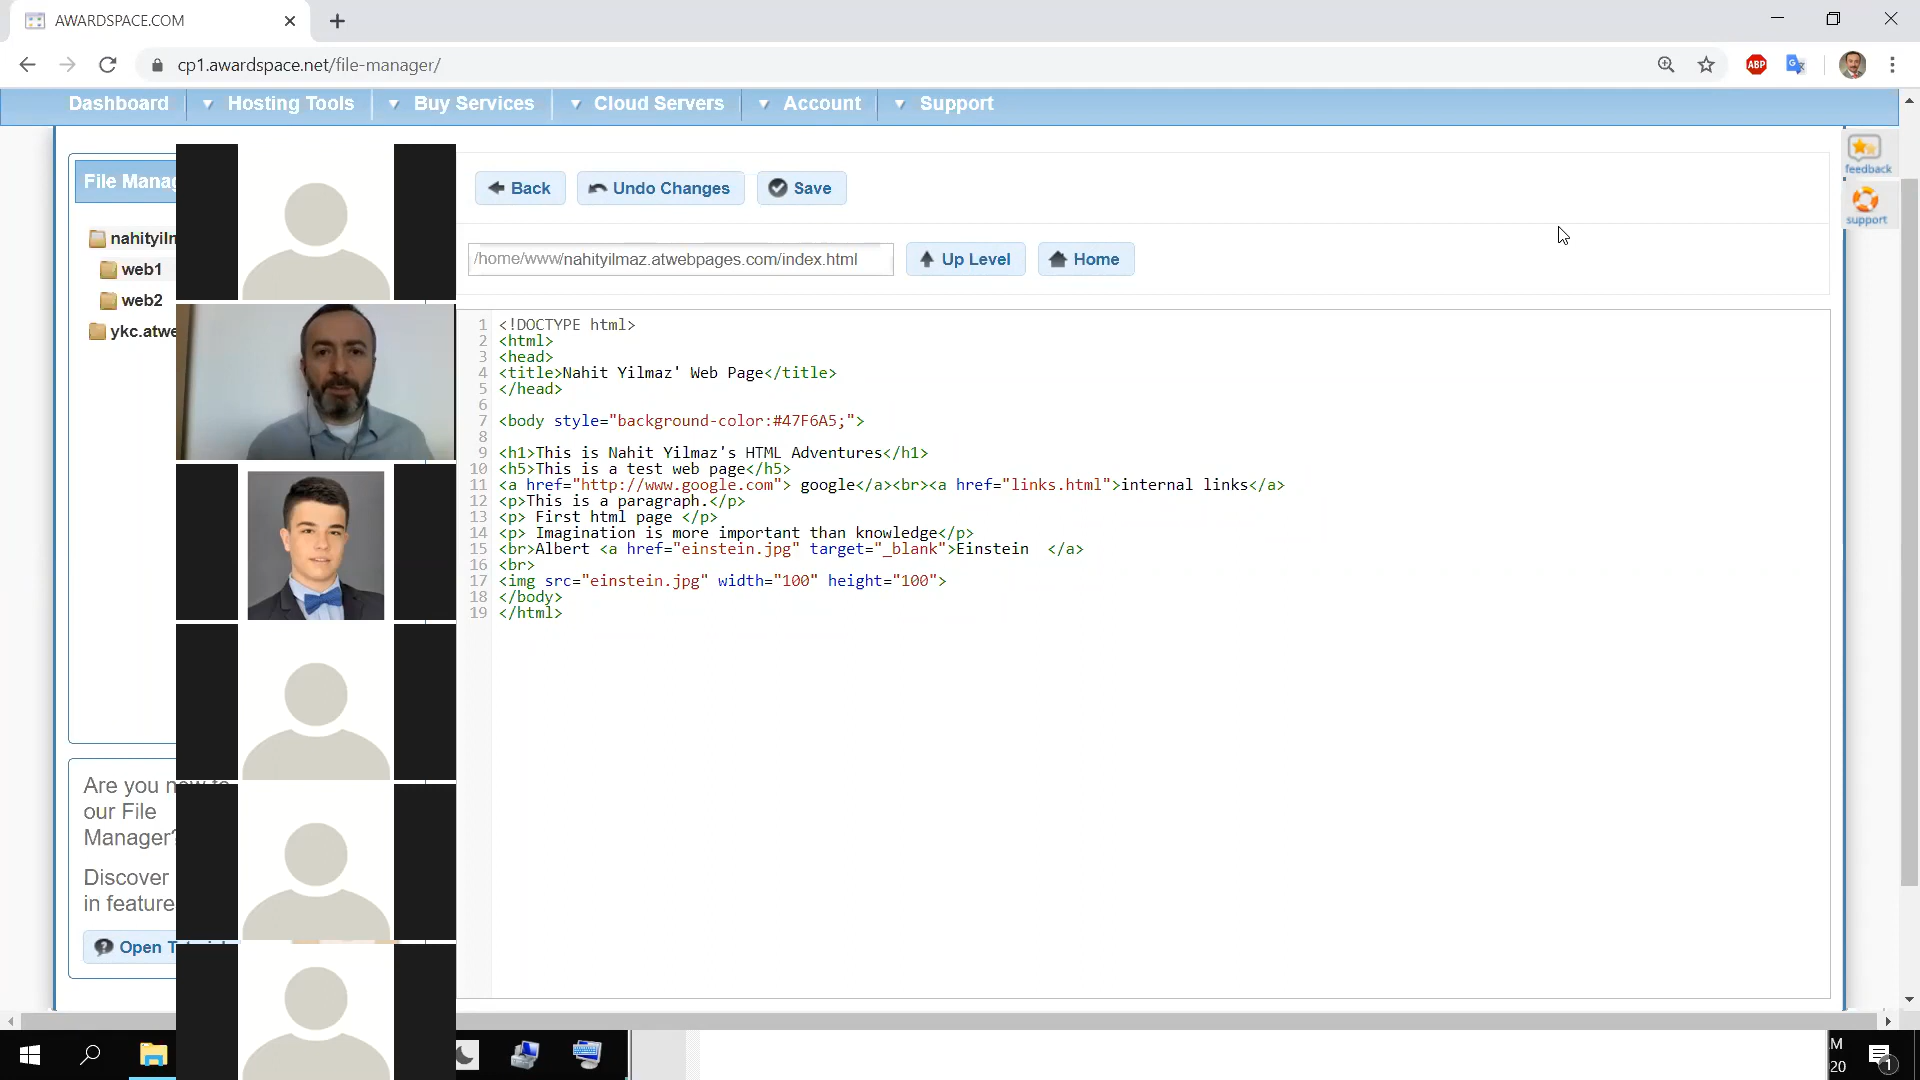 AWARDSPACE.COM
cp1.awardspace.net/file-manager/
ABP
Dashboard Hosting Tools Buy Services Cloud Servers Account Support
feedback
support
File Manag
Back Undo Changes Save
nahityiln
web1
web2
ykc.atwe
/home/www/nahityilmaz.atwebpages.com/index.html Up Level Home
1 <!DOCTYPE html>
2 <html>
3 <head>
4 <title>Nahit Yilmaz' Web Page</title>
5 </head>
6
7 <body style="background-color:#47F6A5;">
8
9 <h1>This is Nahit Yilmaz's HTML Adventures</h1>
10 <h5>This is a test web page</h5>
11 <a href="http://www.google.com"> google</a><br><a href="links.html">internal links</a>
12 <p>This is a paragraph.</p>
13 <p> First html page </p>
14 <p> Imagination is more important than knowledge</p>
15 <br>Albert <a href="einstein.jpg" target="_blank">Einstein  </a>
16 <br>
17 <img src="einstein.jpg" width="100" height="100">
18 </body>
19 </html>
Are you
our File
Manager?
Discover
in feature
Open
M
20
1